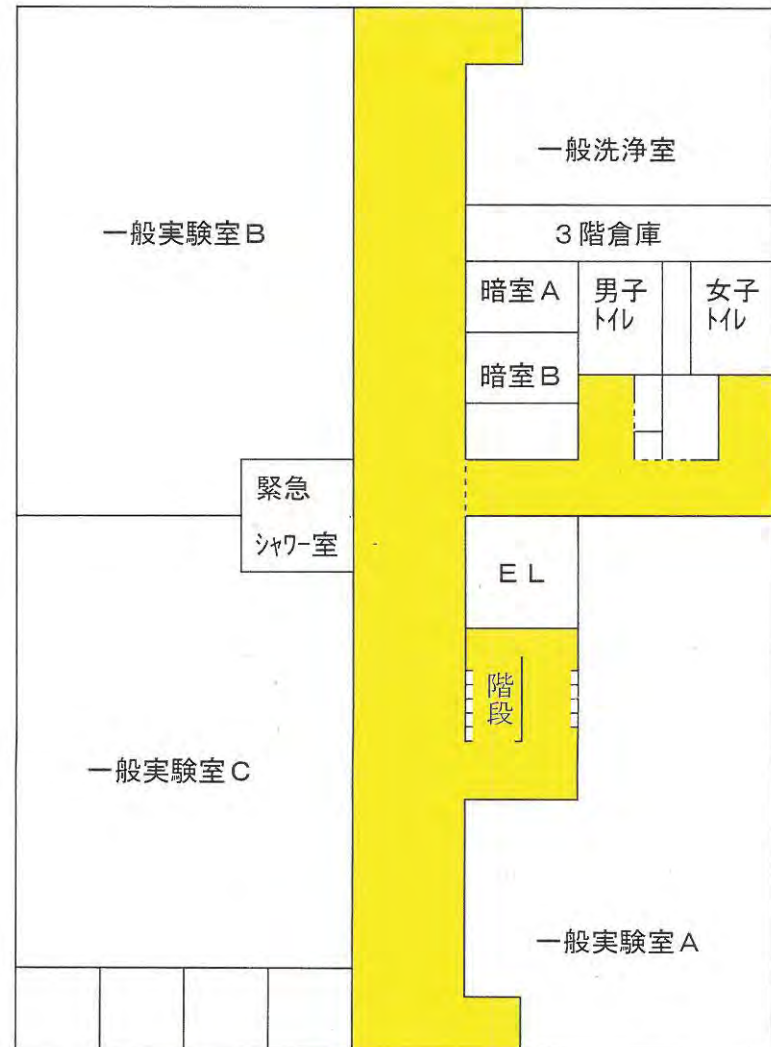 一般洗浄室
一般実験室B
3階倉庫
暗室A
男子
トイレ
女子
トイレ
暗室B
緊急
シャワー室
EL
階段
一般実験室C
一般実験室A